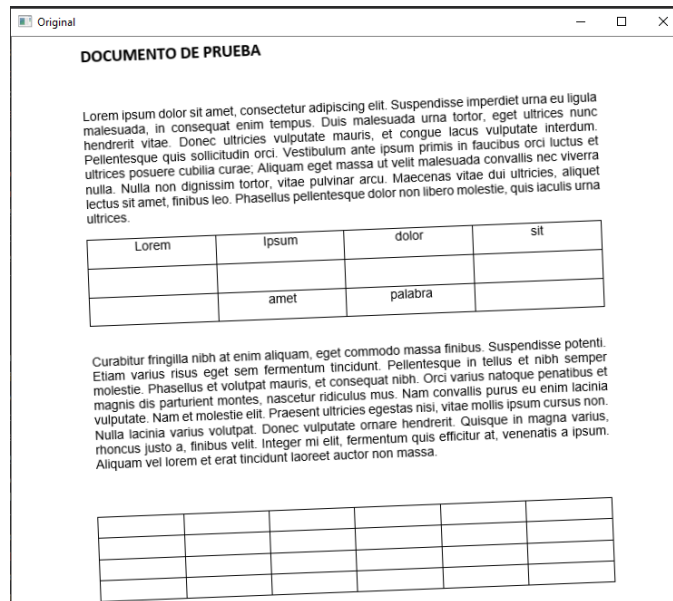 Original
DOCUMENTO DE PRUEBA
Lorem ipsum dolor sit amet, consectetur adipiscing elit. Suspendisse imperdiet urna eu ligula
malesuada, in consequat enim tempus. Duis malesuada urna tortor, eget ultrices nunc
hendrerit vitae. Donec ultricies vulputate mauris, et congue lacus vulputate interdum.
Pellentesque quis sollicitudin orci. Vestibulum ante ipsum primis in faucibus orci luctus et
ultrices posuere cubilia curae; Aliquam eget massa ut velit malesuada convallis nec viverra
nulla. Nulla non dignissim tortor, vitae pulvinar arcu. Maecenas vitae dui ultricies, aliquet
lectus sit amet, finibus leo. Phasellus pellentesque dolor non libero molestie, quis iaculis urna
ultrices.
Lorem Ipsum dolor sit
amet palabra
Curabitur fringilla nibh at enim aliquam, eget commodo massa finibus. Suspendisse potenti.
Etiam varius risus eget sem fermentum tincidunt. Pellentesque in tellus et nibh semper
molestie. Phasellus et volutpat mauris, et consequat nibh. Orci varius natoque penatibus et
magnis dis parturient montes, nascetur ridiculus mus. Nam convallis purus eu enim lacinia
vulputate. Nam et molestie elit. Praesent ultricies egestas nisi, vitae mollis ipsum cursus non.
Nulla lacinia varius volutpat. Donec vulputate ornare hendrerit. Quisque in magna varius,
rhoncus justo a, finibus velit. Integer mi elit, fermentum quis efficitur at, venenatis a ipsum.
Aliquam vel lorem et erat tincidunt laoreet auctor non massa.